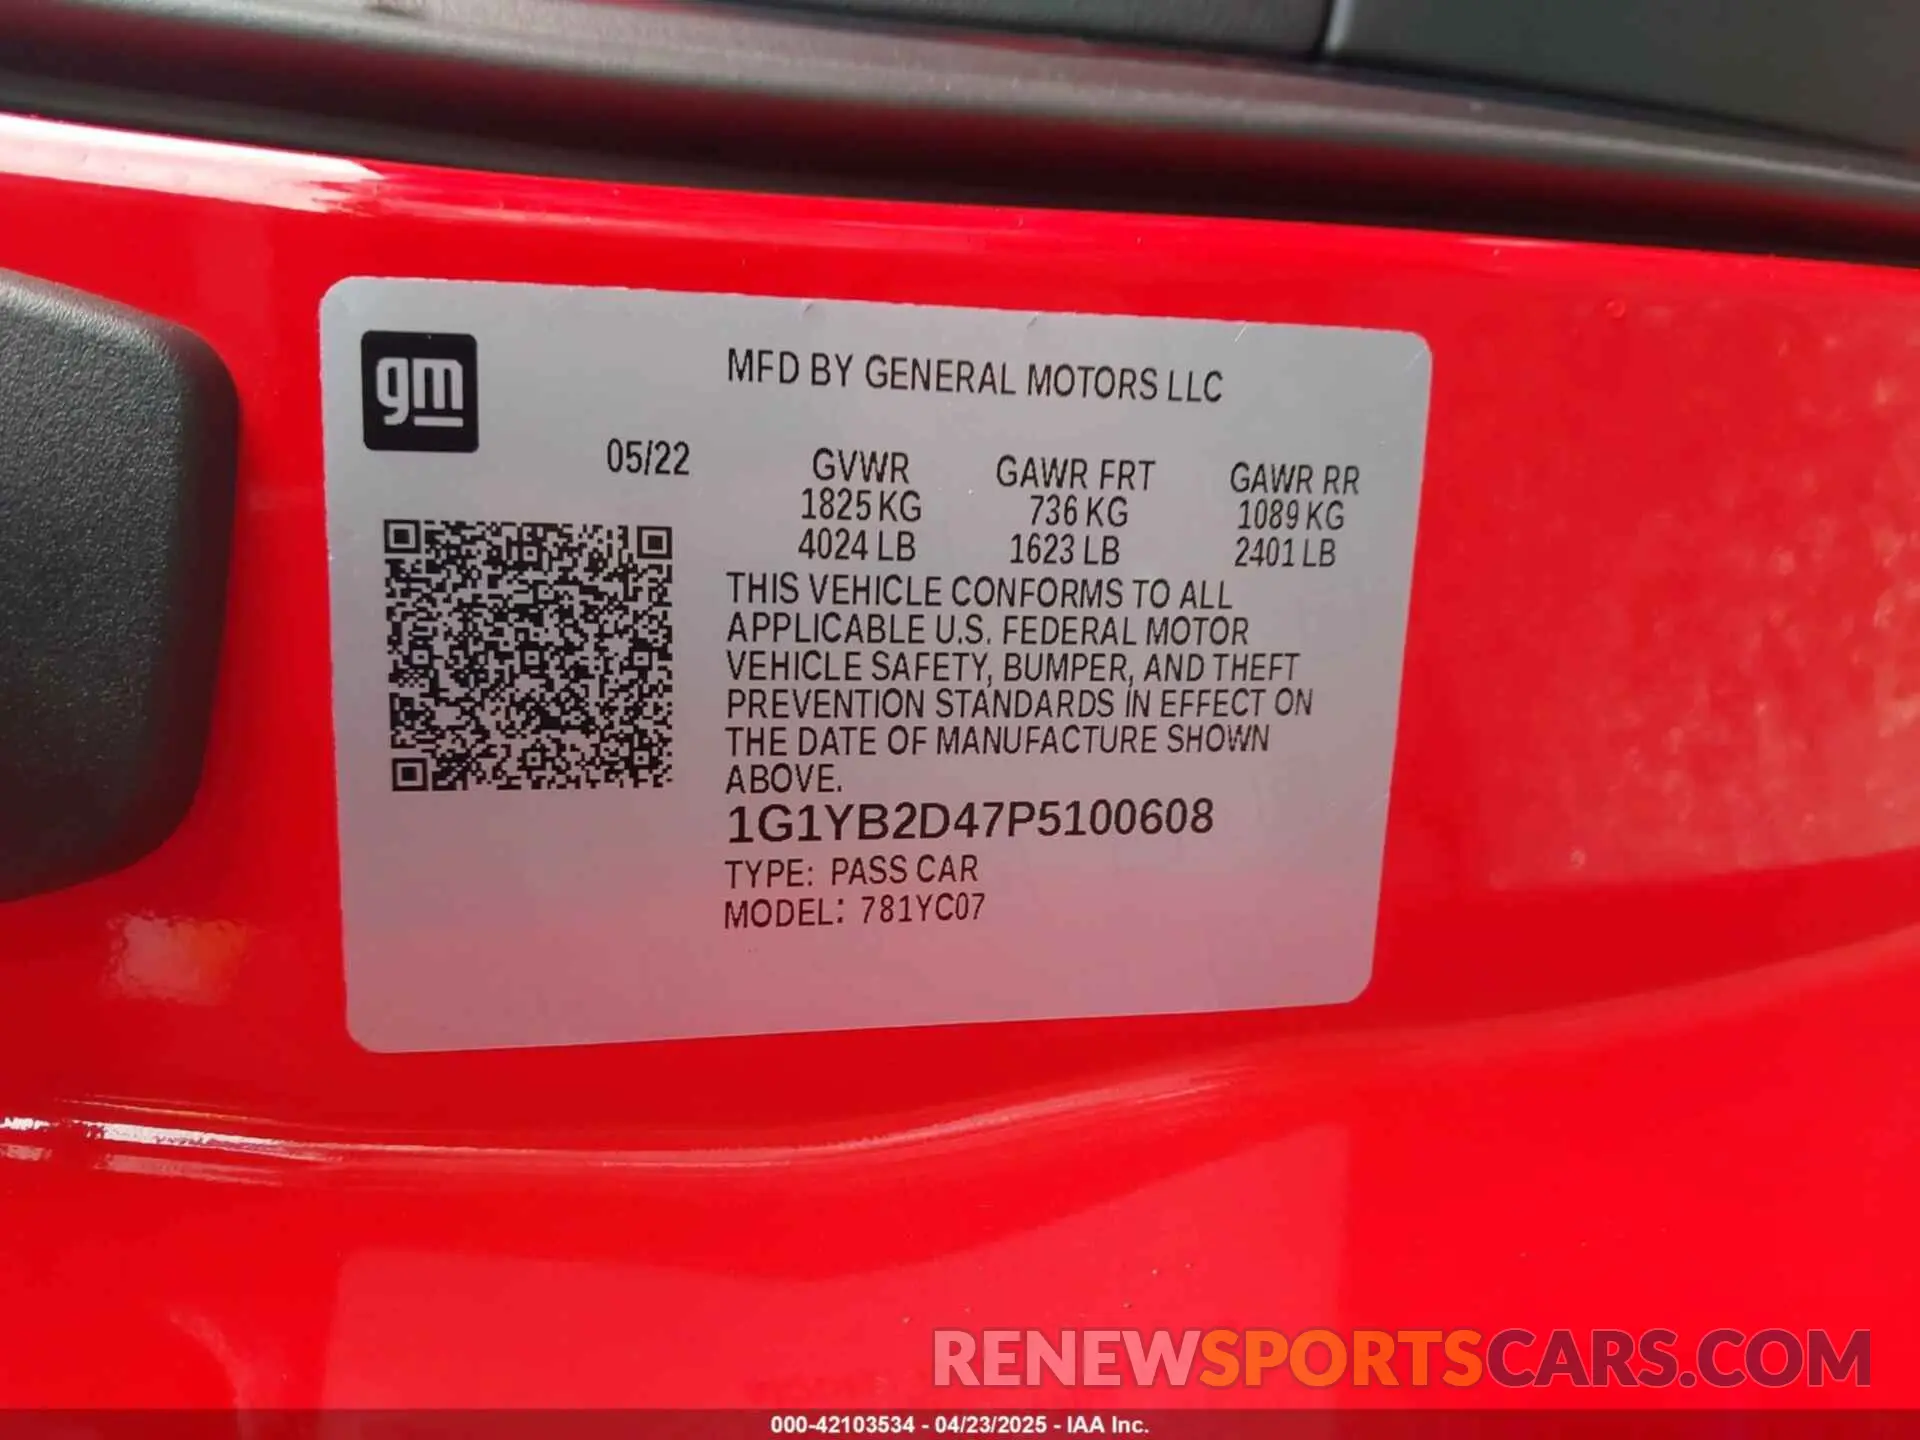 gm
MFD BY GENERAL MOTORS LLC
05/22
GVWR GAWR FRT GAWR RR
1825 KG 736 KG 1089 KG
4024 LB 1623 LB 2401 LB
THIS VEHICLE CONFORMS TO ALL
APPLICABLE U.S. FEDERAL MOTOR
VEHICLE SAFETY, BUMPER, AND THEFT
PREVENTION STANDARDS IN EFFECT ON
THE DATE OF MANUFACTURE SHOWN
ABOVE.
1G1YB2D47P5100608
TYPE: PASS CAR
MODEL: 781YC07
RENEWSPORTSCARS.COM
000-42103534 - 04/23/2025 - IAA Inc.